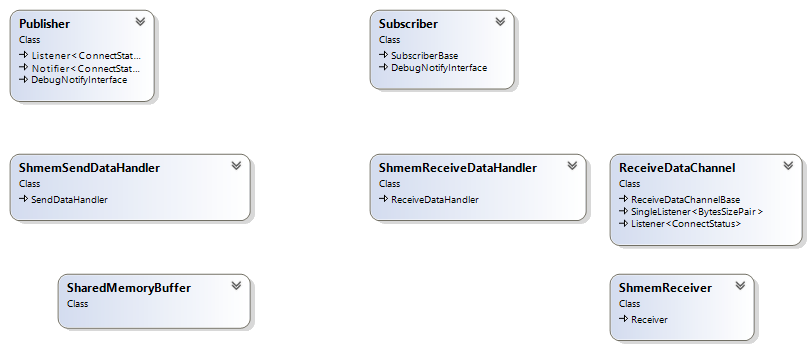 Publisher
Class
Listener<ConnectStat...
Notifier<ConnectStat...
DebugNotifyInterface
Subscriber
Class
SubscriberBase
DebugNotifyInterface
ShmemSendDataHandler
Class
SendDataHandler
ShmemReceiveDataHandler
Class
ReceiveDataHandler
ReceiveDataChannel
Class
ReceiveDataChannelBase
SingleListener<BytesSizePair>
Listener<ConnectStatus>
SharedMemoryBuffer
Class
ShmemReceiver
Class
Receiver